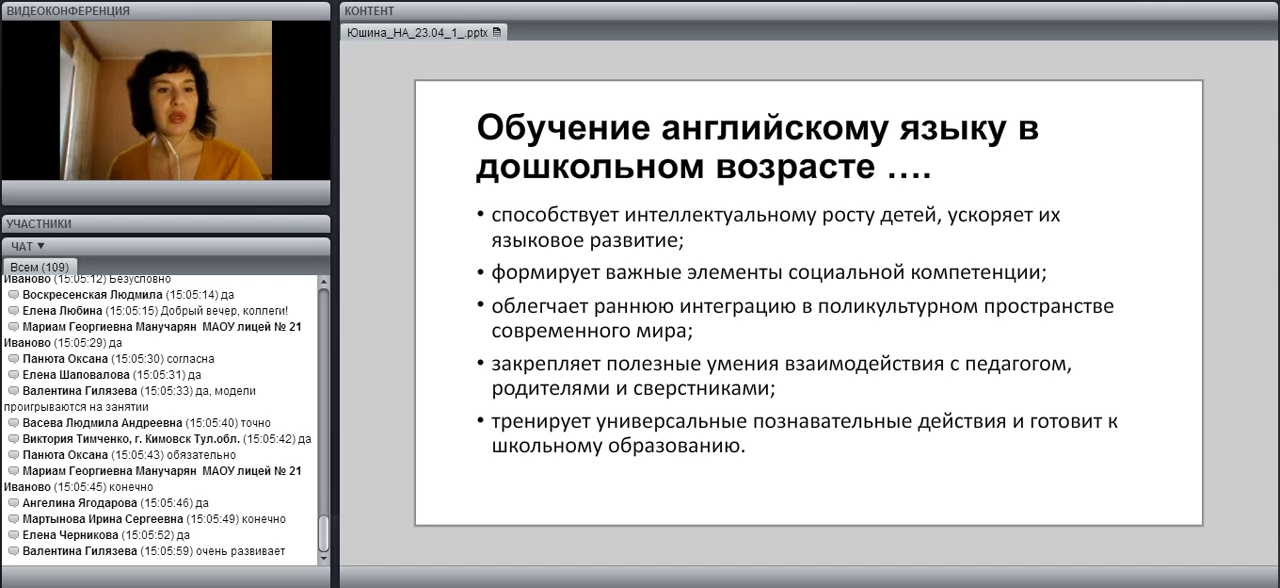 ВИДЕОКОНФЕРЕНЦИЯ
УЧАСТНИКИ
ЧАТ ▼
Всем (109)
Иваново (15:05:12) Безусловно
Воскресенская Людмила (15:05:14) да
Елена Любина (15:05:15) Добрый вечер, коллеги!
Мариам Георгиевна Манучарян МАОУ лицей № 21
Иваново (15:05:29) да
Панюта Оксана (15:05:30) согласна
Елена Шаповалова (15:05:31) да
Валентина Гилязева (15:05:33) да, модели
проигрываются на занятии
Васева Людмила Андреевна (15:05:40) точно
Виктория Тимченко, г. Кимовск Тул.обл. (15:05:42) да
Панюта Оксана (15:05:43) обязательно
Мариам Георгиевна Манучарян МАОУ лицей № 21
Иваново (15:05:45) конечно
Ангелина Ягодарова (15:05:46) да
Мартынова Ирина Сергеевна (15:05:49) конечно
Елена Черникова (15:05:52) да
Валентина Гилязева (15:05:59) очень развивает
КОНТЕНТ
Юшина_НА_23.04_1_.pptx
Обучение английскому языку в
дошкольном возрасте ….
• способствует интеллектуальному росту детей, ускоряет их
языковое развитие;
• формирует важные элементы социальной компетенции;
• облегчает раннюю интеграцию в поликультурном пространстве
современного мира;
• закрепляет полезные умения взаимодействия с педагогом,
родителями и сверстниками;
• тренирует универсальные познавательные действия и готовит к
школьному образованию.